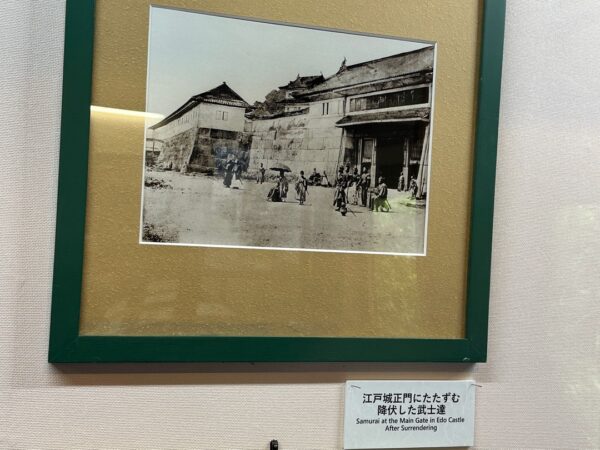 江戸城正門にたたずむ
降伏した武士達
Samurai at the Main Gate in Edo Castle
After Surrendering